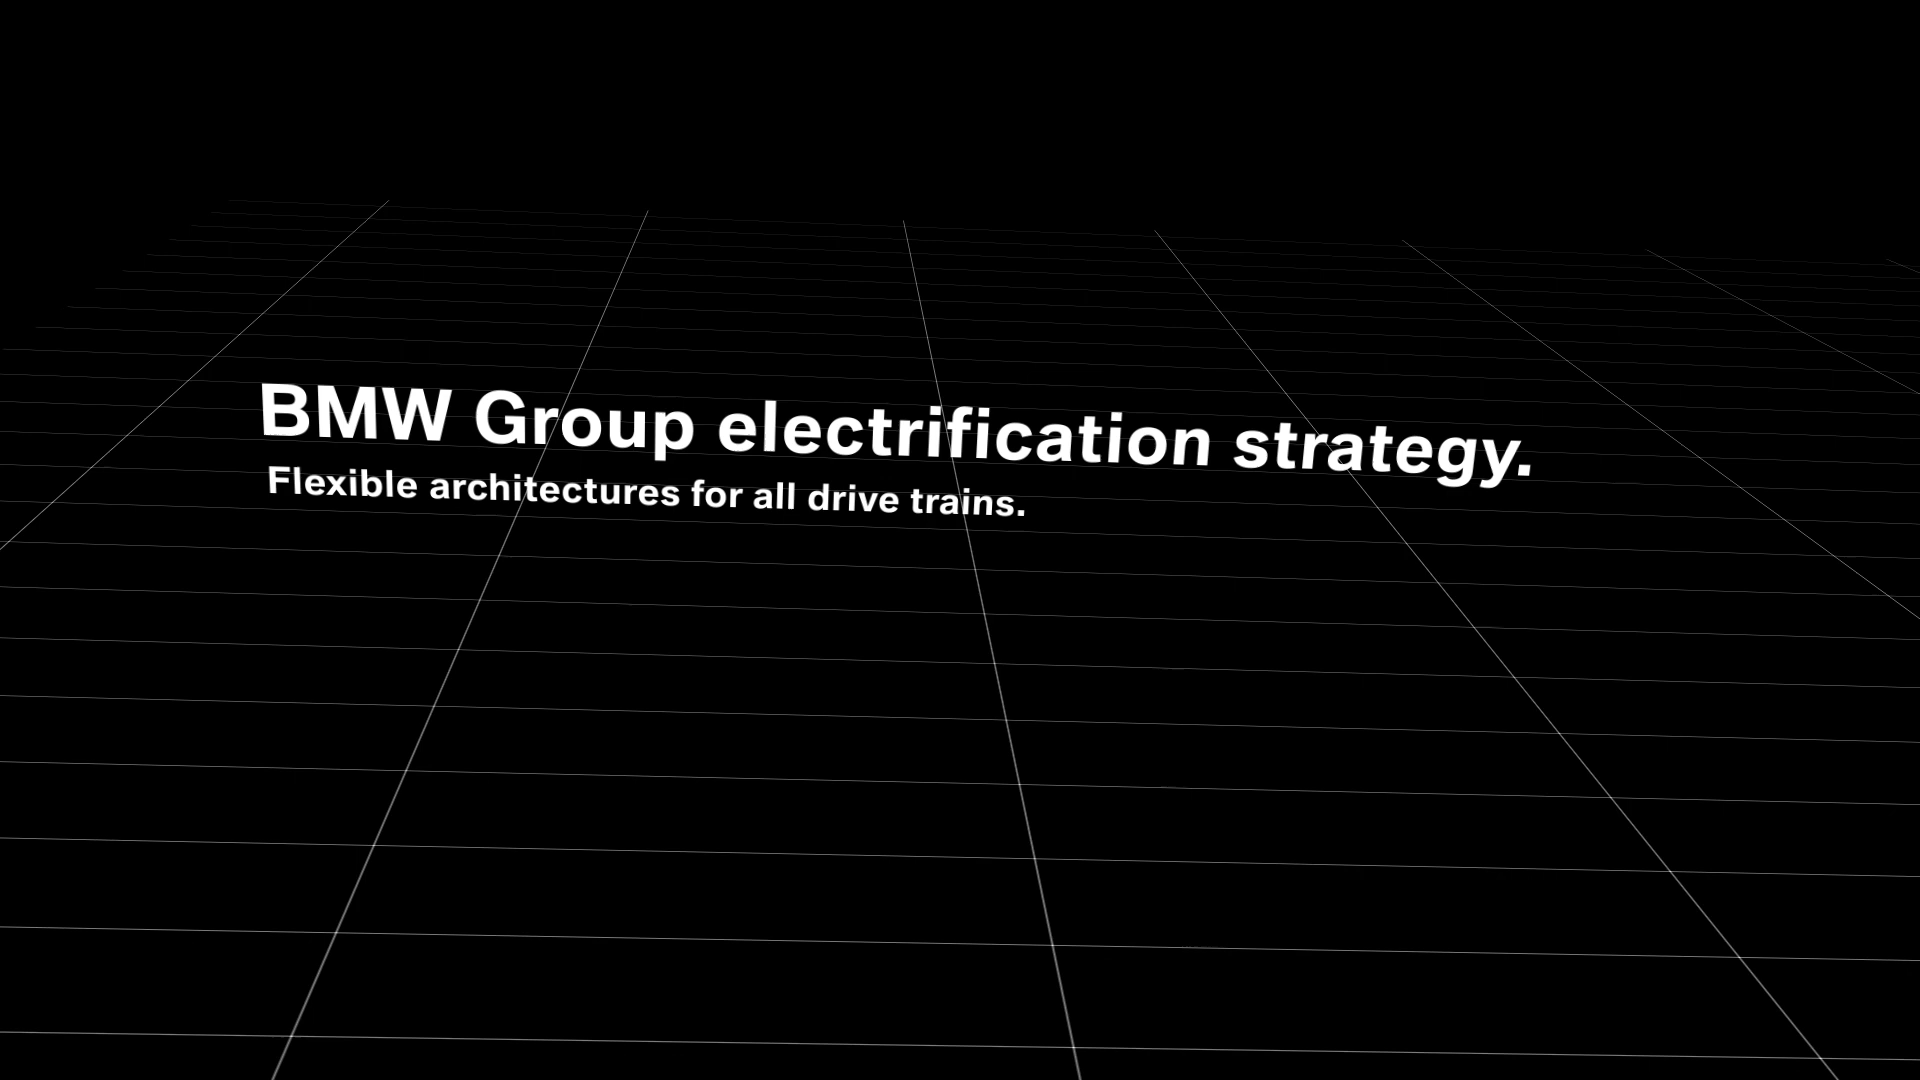 BMW Group electrification strategy.
Flexible architectures for all drive trains.